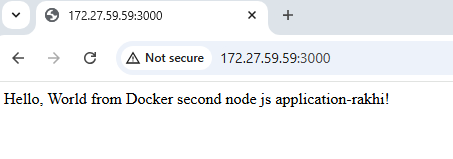 172.27.59.59:3000
Not secure 172.27.59.59:3000
Hello, World from Docker second node js application-rakhi!